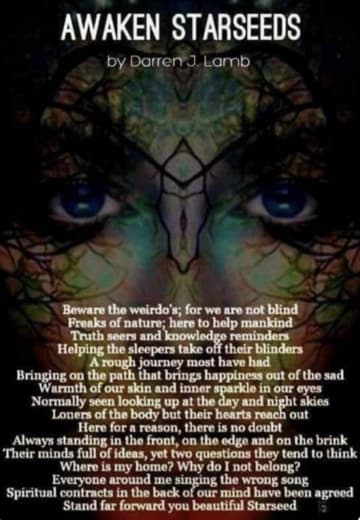 AWAKEN STARSEEDS
by Darren J. Lamb
Beware the weirdo's; for we are not blind
Freaks of nature; here to help mankind
Truth seers and knowledge reminders
Helping the sleepers take off their blinders
A rough journey most have had
Bringing on the path that brings happiness out of the sad
Warmth of our skin and inner sparkle in our eyes
Normally seen looking up at the day and night skies
Loners of the body but their hearts reach out
Here for a reason, there is no doubt
Always standing in the front, on the edge and on the brink
Their minds full of ideas, yet two questions they tend to think
Where is my home? Why do I not belong?
Everyone around me singing the wrong song
Spiritual contracts in the back of our mind have been agreed
Stand far forward you beautiful Starseed